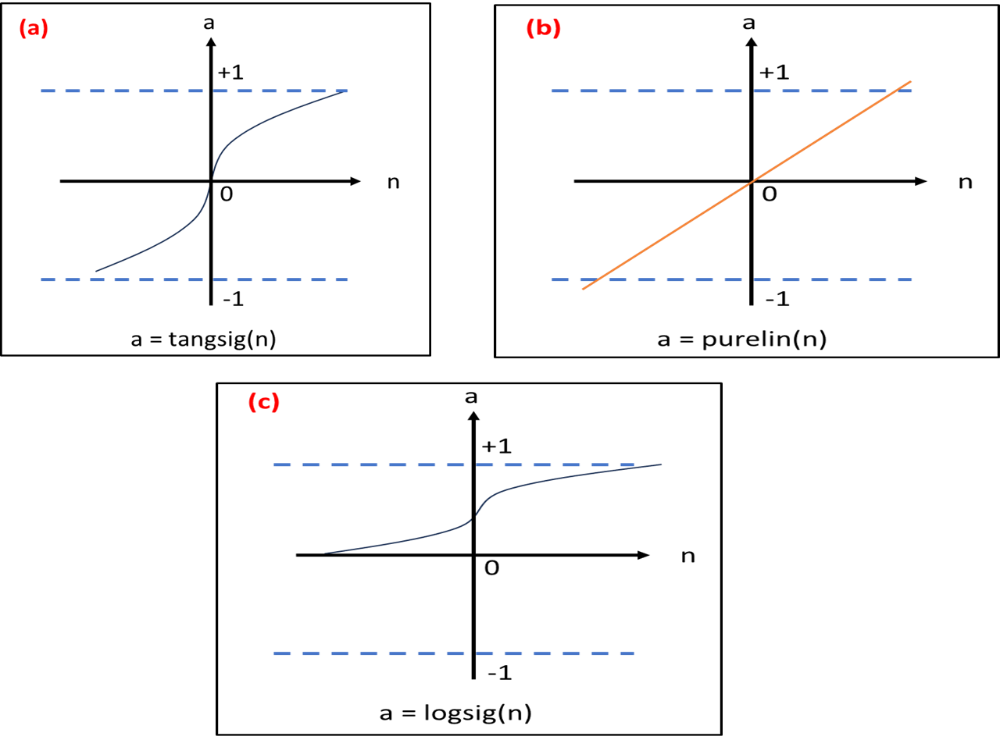 (a)
a
+1
n
0
-1
a = tangsig(n)
(b)
a
+1
n
0
-1
a = purelin(n)
(c)
a
+1
n
0
-1
a = logsig(n)